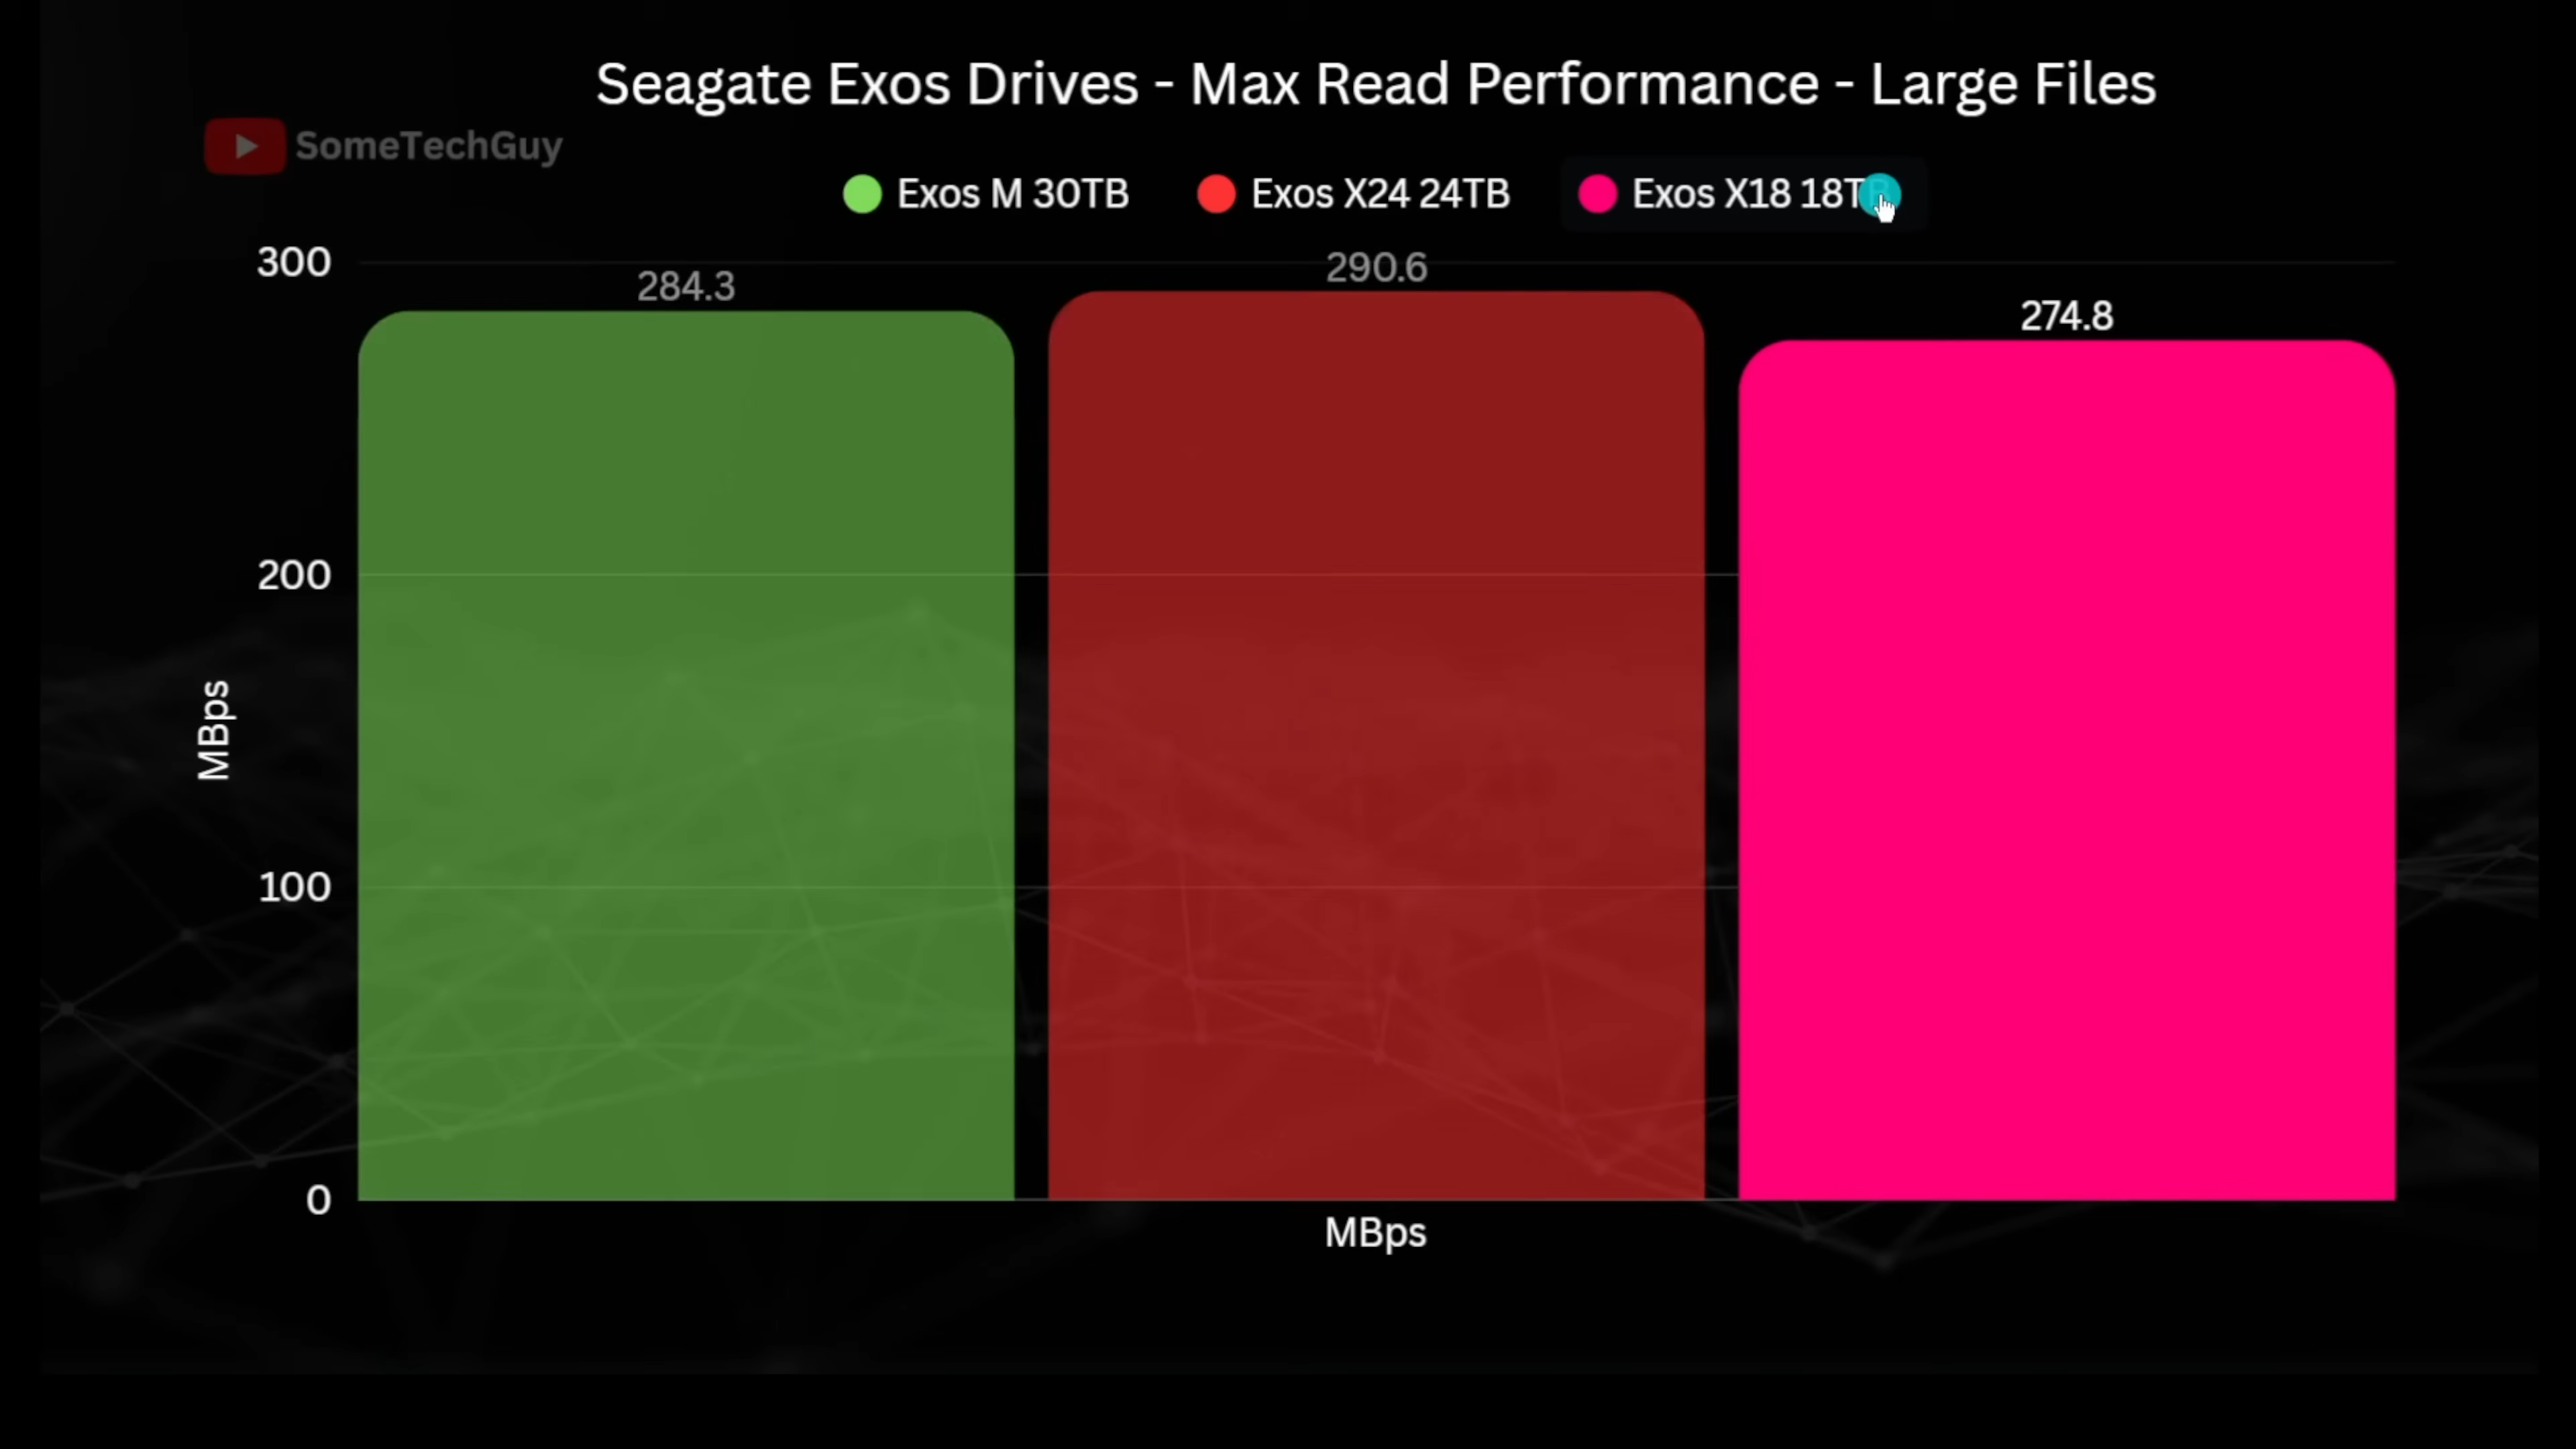 Seagate Exos Drives - Max Read Performance - Large Files
SomeTechGuy
Exos M 30TB
Exos X24 24TB
Exos X18 18TB
300
284.3
290.6
274.8
200
MBps
100
0
MBps